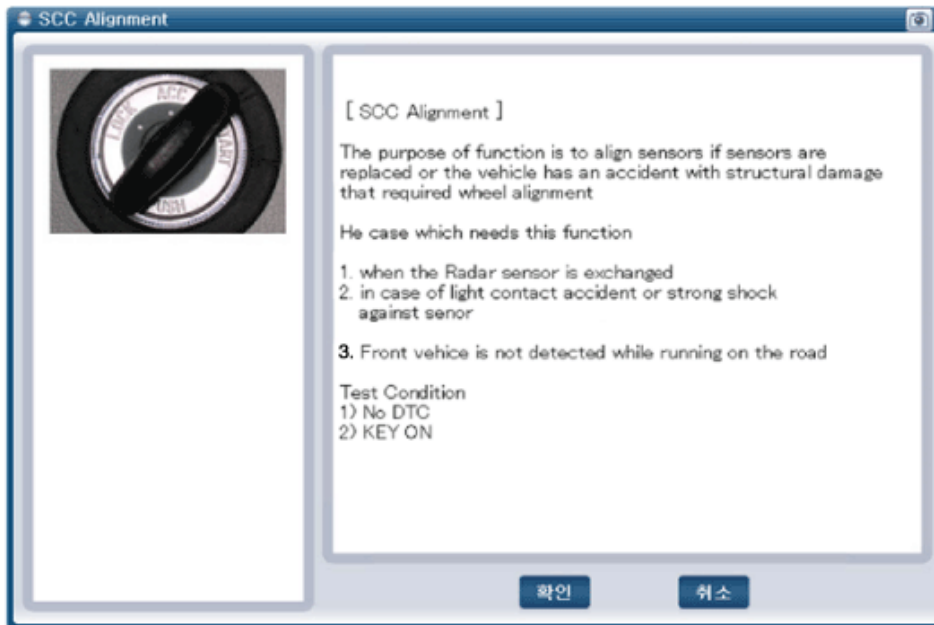 SCC Alignment
LOCK
ACC
START
PUSH
[ SCC Alignment ]
The purpose of function is to align sensors if sensors are
replaced or the vehicle has an accident with structural damage
that required wheel alignment
He case which needs this function
1. when the Radar sensor is exchanged
2. in case of light contact accident or strong shock
against senor
3. Front vehice is not detected while running on the road
Test Condition
1) No DTC
2) KEY ON
확인
취소